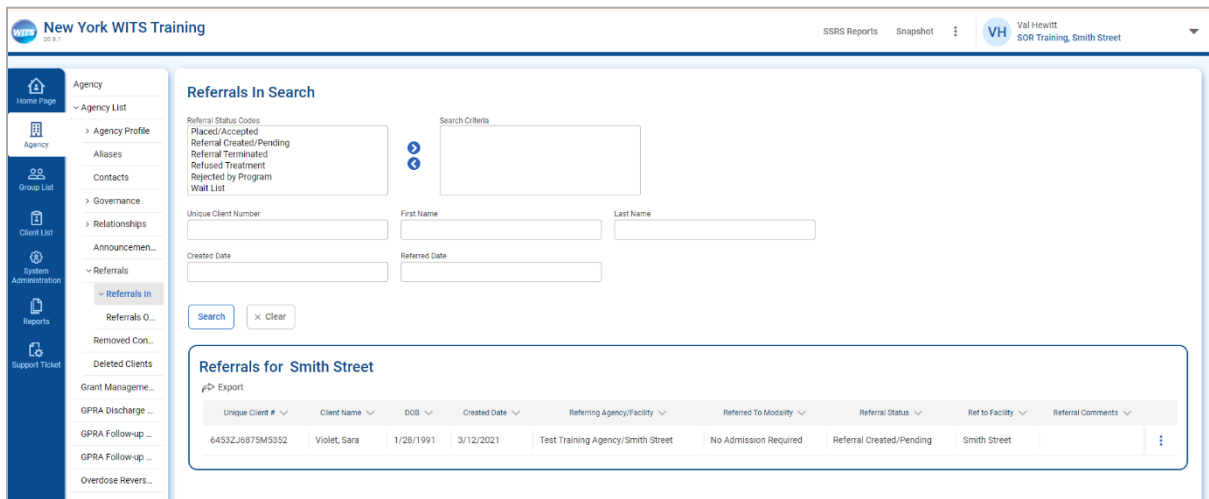 WITS
New York WITS Training
20.8.1
SSRS Reports
Snapshot
VH
Val Hewitt
SOR Training, Smith Street
Home Page
Agency
Group List
Client List
System Administration
Reports
Support Ticket
Agency
Agency List
Agency Profile
Aliases
Contacts
Governance
Relationships
Announcemen...
Referrals
Referrals In
Referrals O...
Removed Con...
Deleted Clients
Grant Manageme...
GPRA Discharge ...
GPRA Follow-up ...
GPRA Follow-up ...
Overdose Revers...
Referrals In Search
Referral Status Codes
Placed/Accepted
Referral Created/Pending
Referral Terminated
Refused Treatment
Rejected by Program
Wait List
Search Criteria
Unique Client Number
First Name
Last Name
Created Date
Referred Date
Search
× Clear
Referrals for Smith Street
Export
Unique Client # Client Name DOB Created Date Referring Agency/Facility Referred To Modality Referral Status Ref to Facility Referral Comments
6453ZJ6875M5352 Violet, Sara 1/28/1991 3/12/2021 Test Training Agency/Smith Street No Admission Required Referral Created/Pending Smith Street